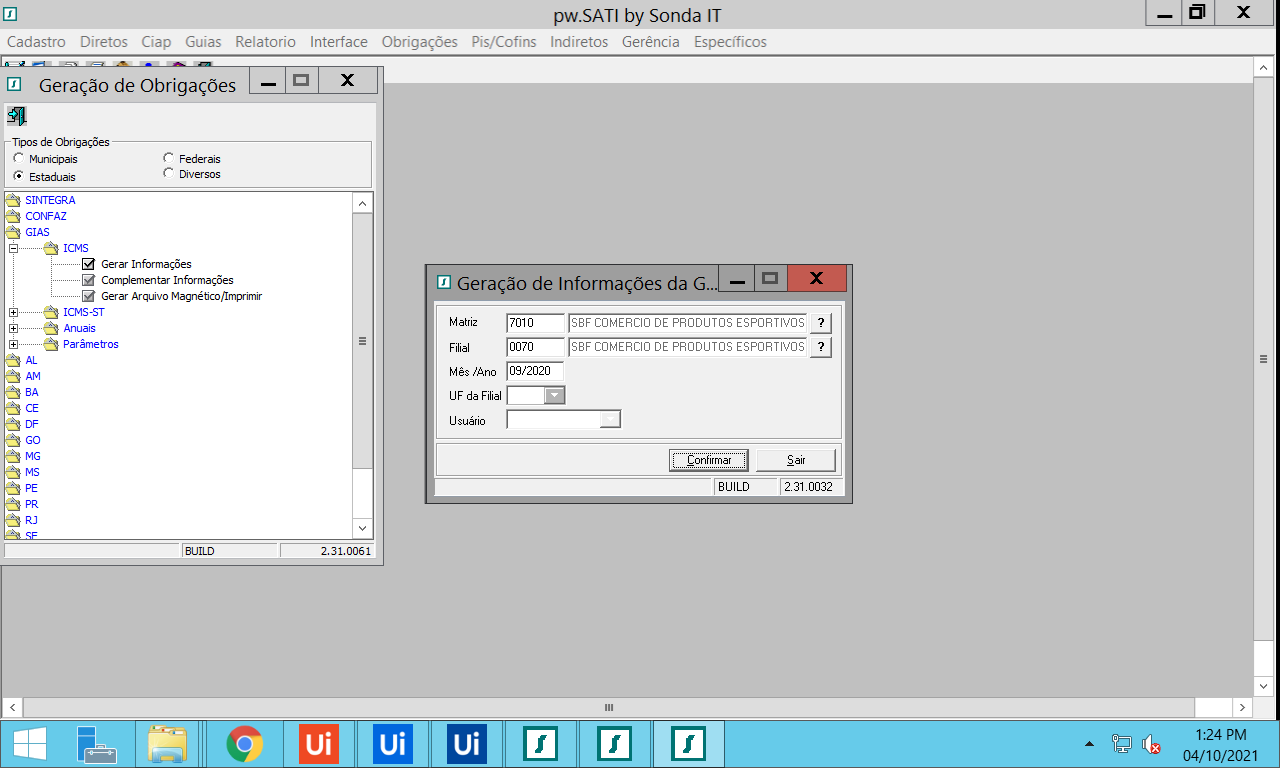 pw.SATI by Sonda IT
Cadastro Diretos Ciap Guias Relatorio Interface Obrigações Pis/Cofins Indiretos Gerência Específicos
Geração de Obrigações
Tipos de Obrigações
Municipais Federais
Estaduais Diversos
SINTEGRA
CONFAZ
GIAS
ICMS
Gerar Informações
Complementar Informações
Gerar Arquivo Magnético/Imprimir
ICMS-ST
Anuais
Parâmetros
AL
AM
BA
CE
DF
GO
MG
MS
PE
PR
RJ
SE
BUILD 2.31.0061
Geração de Informações da G...
Matriz 7010 SBF COMERCIO DE PRODUTOS ESPORTIVOS ?
Filial 0070 SBF COMERCIO DE PRODUTOS ESPORTIVOS ?
Mês /Ano 09/2020
UF da Filial
Usuário
Confirmar Sair
BUILD 2.31.0032
Ui Ui Ui
1:24 PM
04/10/2021